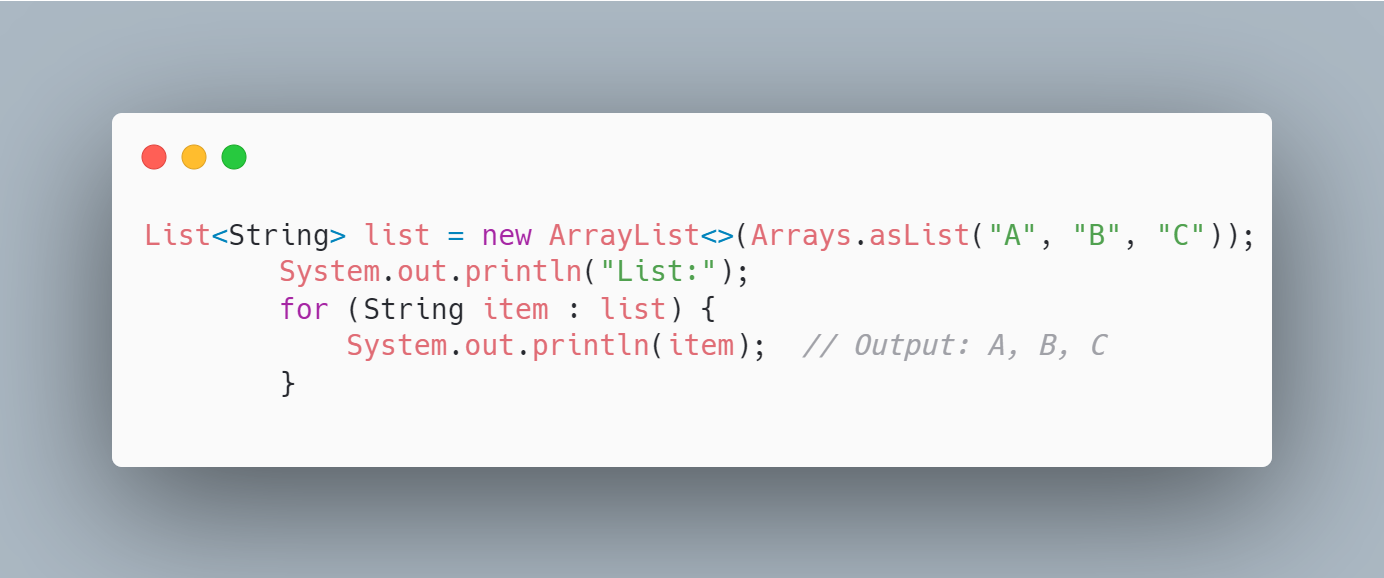 List<String> list = new ArrayList<>(Arrays.asList("A", "B", "C"));
        System.out.println("List:");
        for (String item : list) {
            System.out.println(item);  // Output: A, B, C
        }